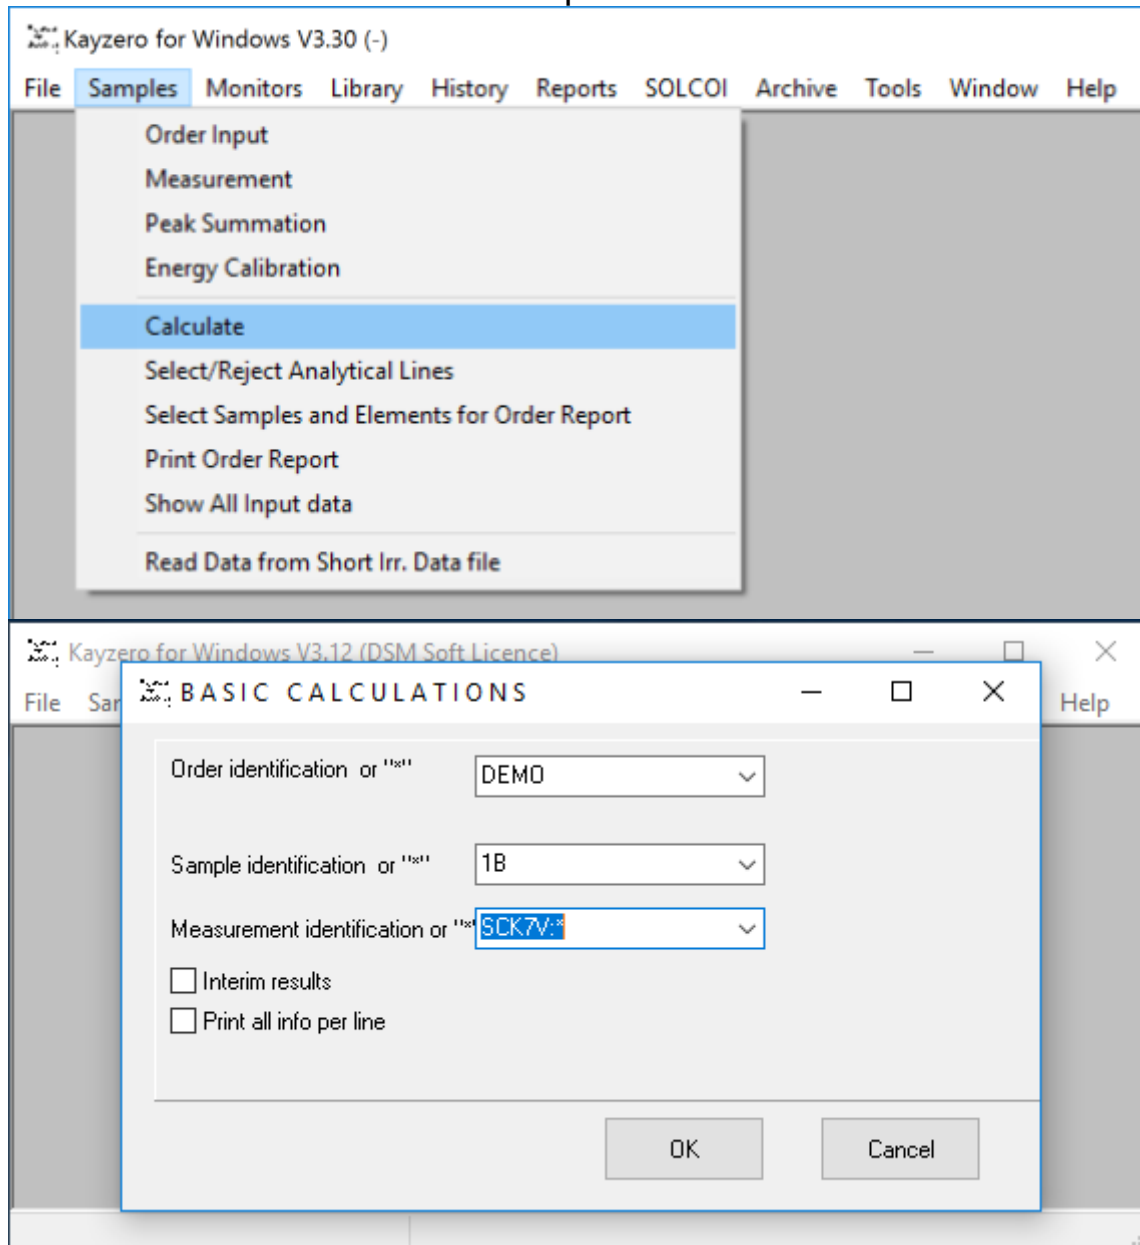 Kayzero for Windows V3.30 (-)
File Samples Monitors Library History Reports SOLCOI Archive Tools Window Help
Order Input
Measurement
Peak Summation
Energy Calibration
Calculate
Select/Reject Analytical Lines
Select Samples and Elements for Order Report
Print Order Report
Show All Input data
Read Data from Short Irr. Data file
Kayzero for Windows V3.12 (DSM Soft Licence)
File Sar Help
BASIC CALCULATIONS
Order identification or "*" DEMO
Sample identification or "*" 1B
Measurement identification or "*" SCK7V:*
Interim results
Print all info per line
OK Cancel